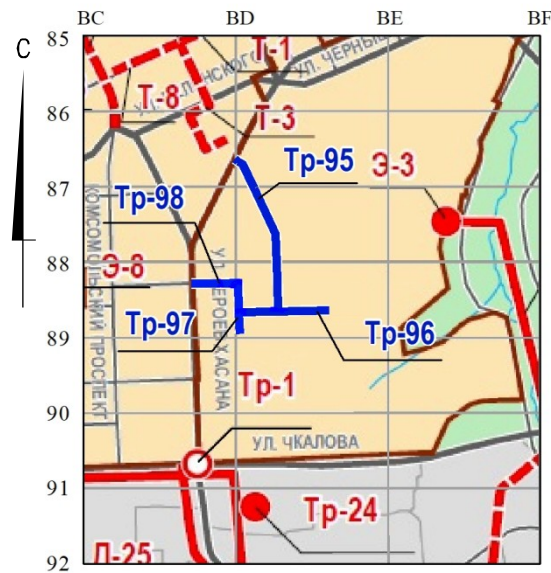 BC BD BE BF
85
С
Т-1
УЛ. ЧЕРНЫ
86
Т-8
Т-3
Тр-95
Э-3
87
Тр-98
КОМСОМОЛЬСКИЙ ПРОСПЕКТ
88
Э-8
УЛ. ГЕРОЕВ ХАСАНА
89
Тр-97
Тр-96
Тр-1
90
УЛ. ЧКАЛОВА
91
Тр-24
Л-25
92